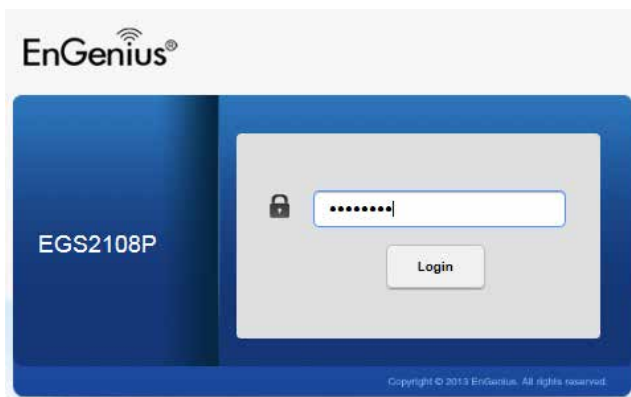 EnGenius®
EGS2108P
••••••••
Login
Copyright © 2013 EnGenius. All rights reserved.